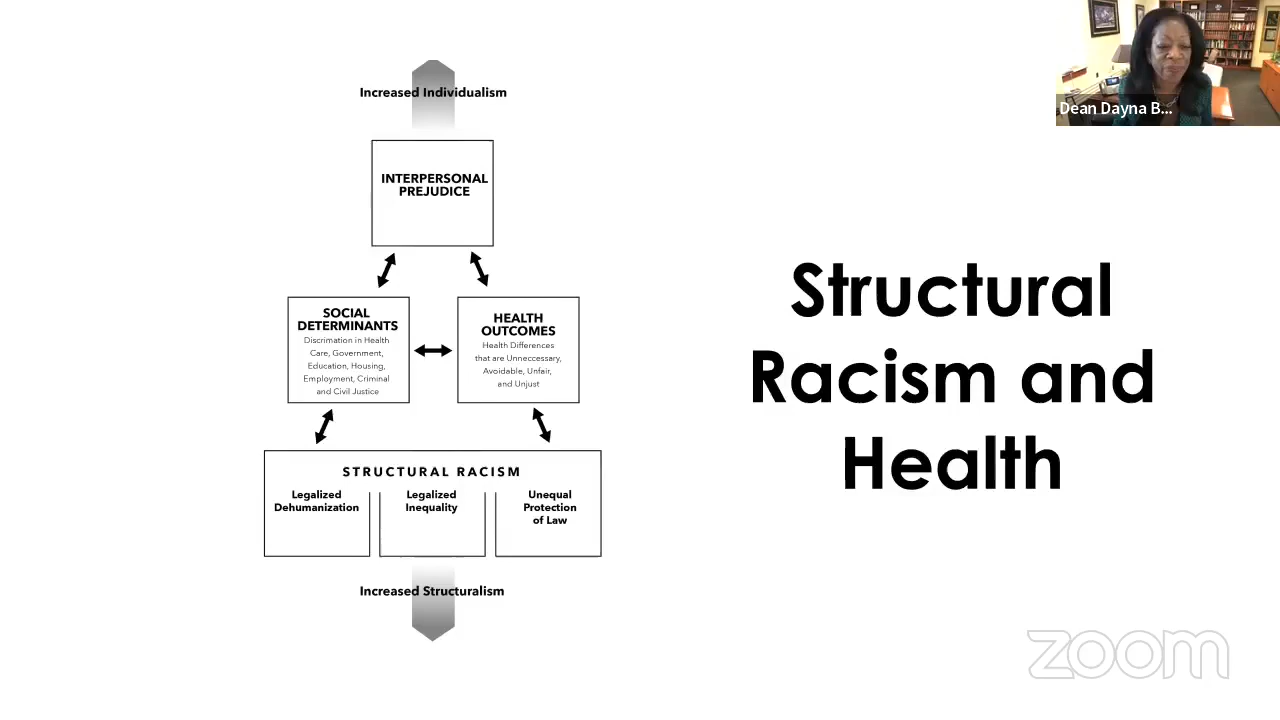 Increased Individualism
INTERPERSONAL
PREJUDICE
SOCIAL
DETERMINANTS
Discrimation in Health
Care, Government,
Education, Housing,
Employment, Criminal
and Civil Justice
HEALTH
OUTCOMES
Health Differences
that are Unneccessary,
Avoidable, Unfair,
and Unjust
STRUCTURAL RACISM
Legalized
Dehumanization
Legalized
Inequality
Unequal
Protection
of Law
Increased Structuralism
Structural
Racism and
Health
Dean Dayna B...
zoom